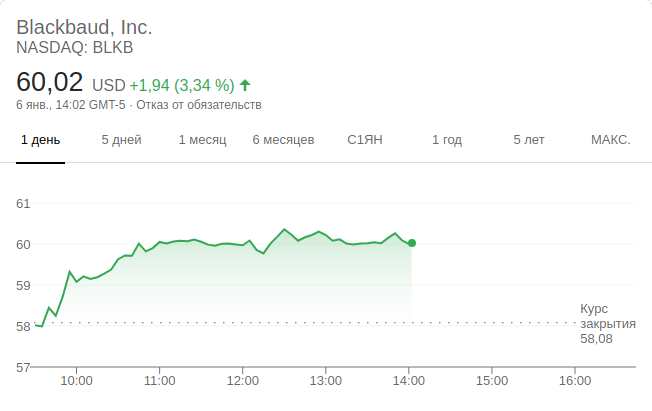 Blackbaud, Inc.
NASDAQ: BLKB
60,02 USD +1,94 (3,34 %)
6 янв., 14:02 GMT-5 · Отказ от обязательств
1 день 5 дней 1 месяц 6 месяцев С1ЯН 1 год 5 лет МАКС.
61
60
59
Курс
58 закрытия
58,08
57
10:00 11:00 12:00 13:00 14:00 15:00 16:00